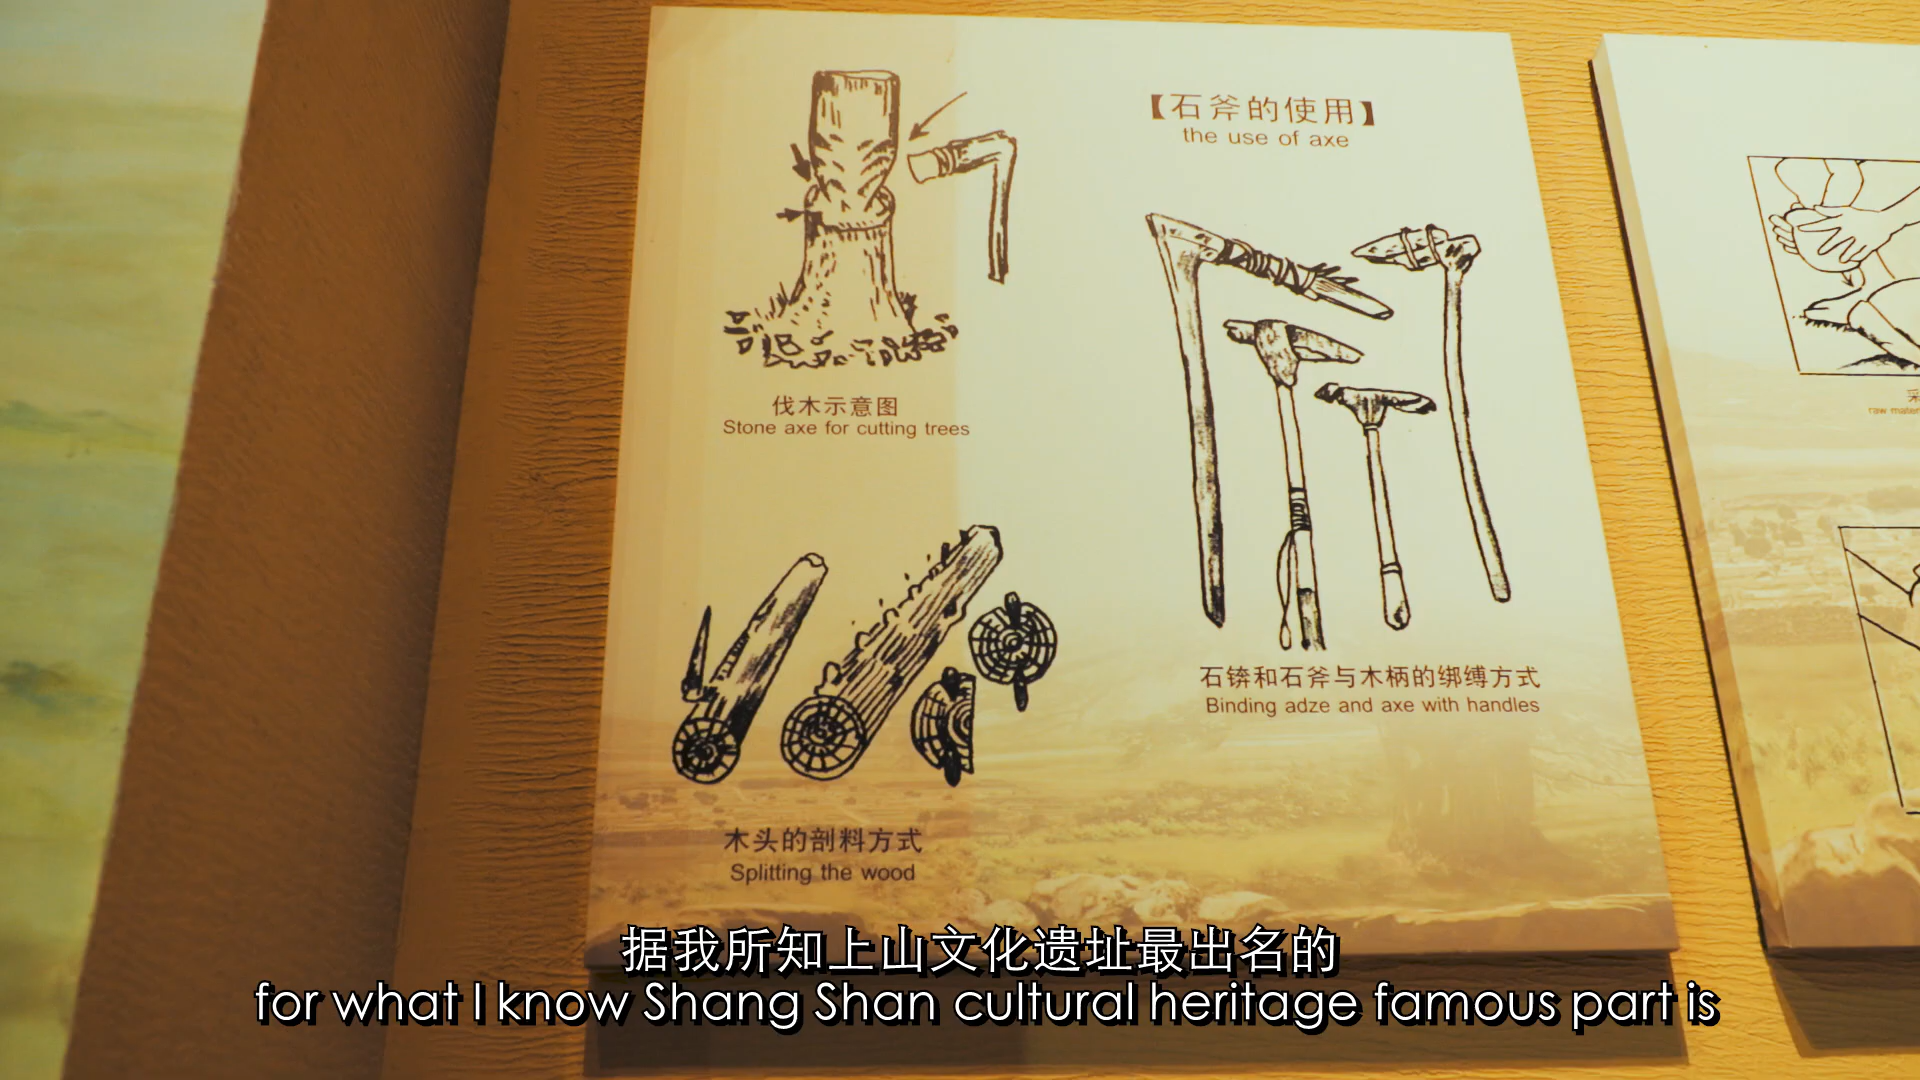 【石斧的使用】
the use of axe
伐木示意图
Stone axe for cutting trees
石锛和石斧与木柄的绑缚方式
Binding adze and axe with handles
木头的剖料方式
Splitting the wood
raw mater
据我所知上山文化遗址最出名的
for what I know Shang Shan cultural heritage famous part is